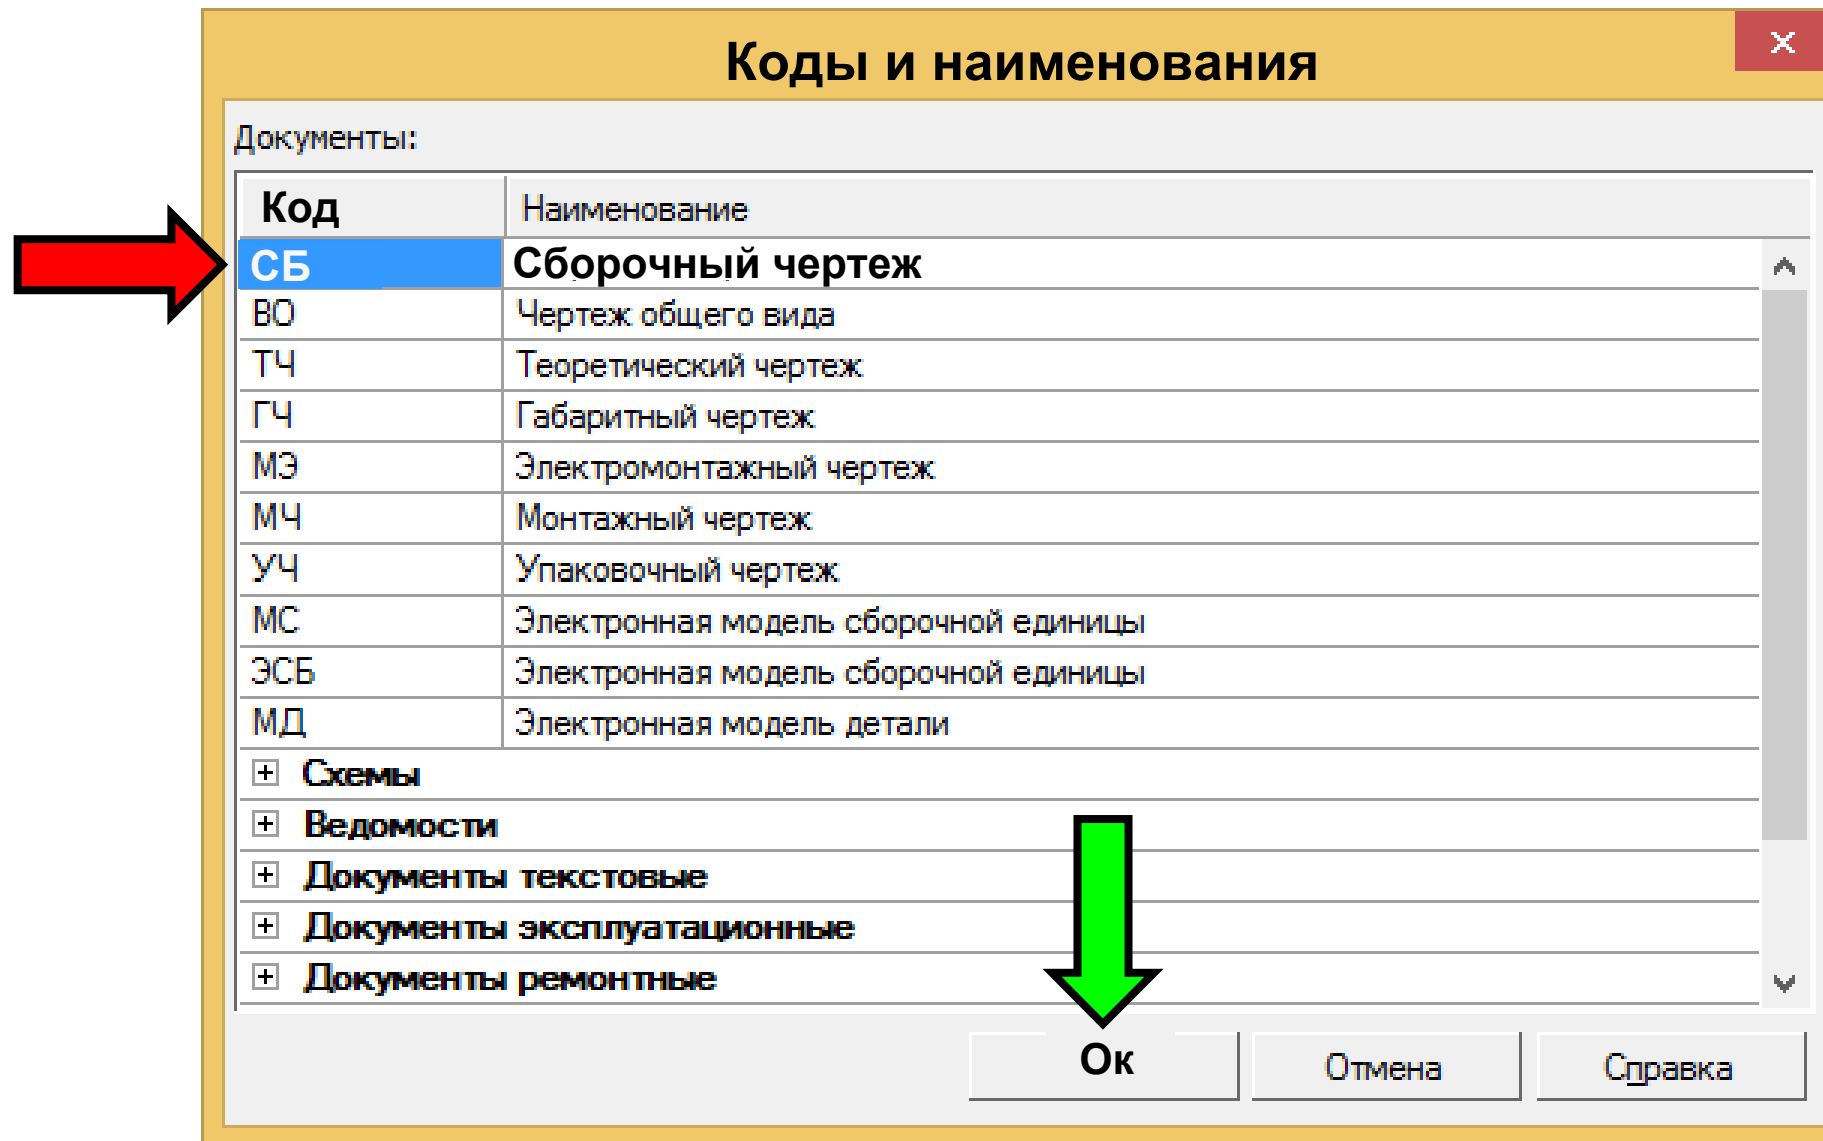 Коды и наименования
Документы:
Код Наименование
СБ Сборочный чертеж
ВО Чертеж общего вида
ТЧ Теоретический чертеж
ГЧ Габаритный чертеж
МЭ Электромонтажный чертеж
МЧ Монтажный чертеж
УЧ Упаковочный чертеж
МС Электронная модель сборочной единицы
ЭСБ Электронная модель сборочной единицы
МД Электронная модель детали
Схемы
Ведомости
Документы текстовые
Документы эксплуатационные
Документы ремонтные
Ок Отмена Справка